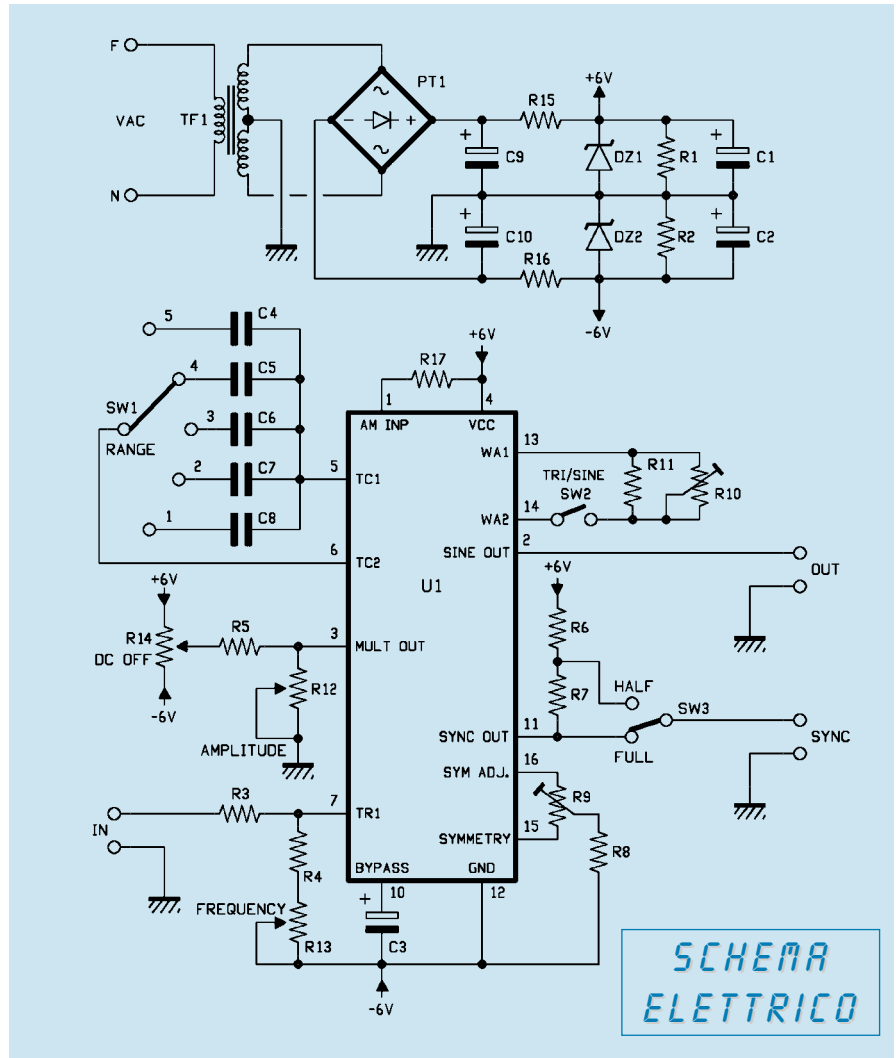 F
VAC
TF1
N
PT1
~
- +
~
+
C9
+
C10
R15
R16
+6V
DZ1
DZ2
-6V
R1
R2
+
C1
+
C2
5
C4
4
C5
SW1
3
C6
RANGE
2
C7
1
C8
+6V
R17
1
4
AM INP
VCC
5
TC1
6
TC2
U1
13
WA1
R11
R10
TRI/SINE
SW2
14
WA2
2
SINE OUT
OUT
+6V
R14
DC OFF
-6V
R5
3
MULT OUT
R12
AMPLITUDE
+6V
R6
R7
HALF
SW3
11
SYNC OUT
FULL
SYNC
16
SYM ADJ.
R9
15
SYMMETRY
R8
IN
R3
7
TR1
R4
FREQUENCY
R13
BYPASS
GND
10
12
+
C3
-6V
SCHEMA
ELETTRICO